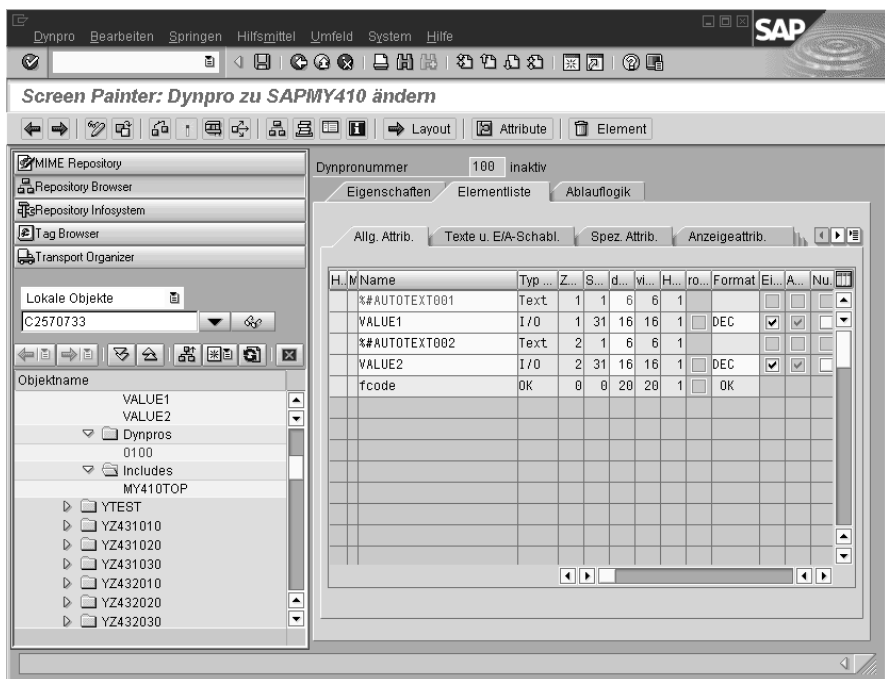 Dynpro Bearbeiten Springen Hilfsmittel Umfeld System Hilfe
SAP
Screen Painter: Dynpro zu SAPMY410 ändern
Layout Attribute Element
MIME Repository
Repository Browser
Repository Infosystem
Tag Browser
Transport Organizer
Lokale Objekte
C2570733
Objektname
VALUE1
VALUE2
Dynpros
0100
Includes
MY410TOP
YTEST
YZ431010
YZ431020
YZ431030
YZ432010
YZ432020
YZ432030
Dynpronummer 100 inaktiv
Eigenschaften Elementliste Ablauflogik
Allg. Attrib. Texte u. E/A-Schabl. Spez. Attrib. Anzeigeattrib.
H.. M Name Typ ... Z... S... d... vi... H... ro... Format Ei... A... Nu.
%#AUTOTEXT001 Text 1 1 6 6 1
VALUE1 I/O 1 31 16 16 1 DEC
%#AUTOTEXT002 Text 2 1 6 6 1
VALUE2 I/O 2 31 16 16 1 DEC
fcode OK 0 0 20 20 1 OK